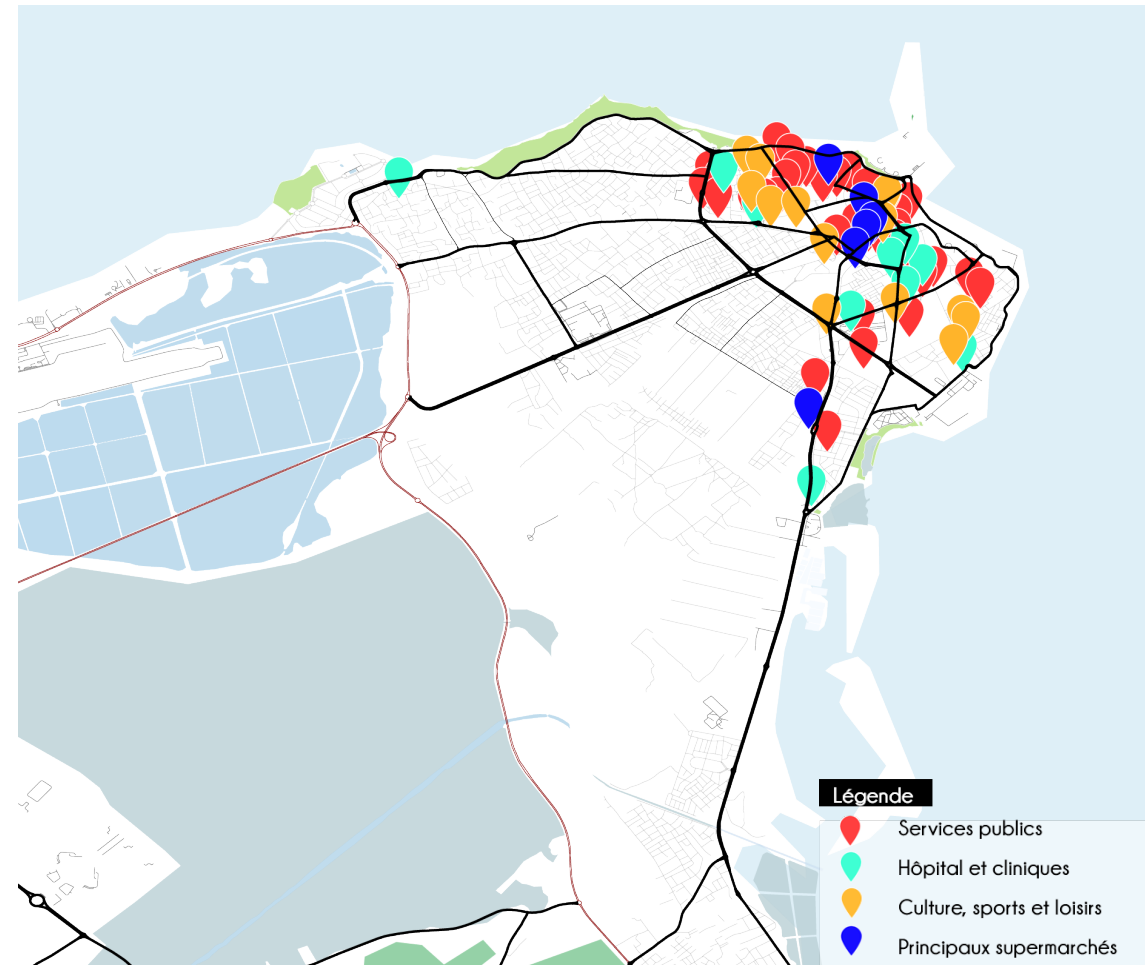 Légende
Services publics
Hôpital et cliniques
Culture, sports et loisirs
Principaux supermarchés